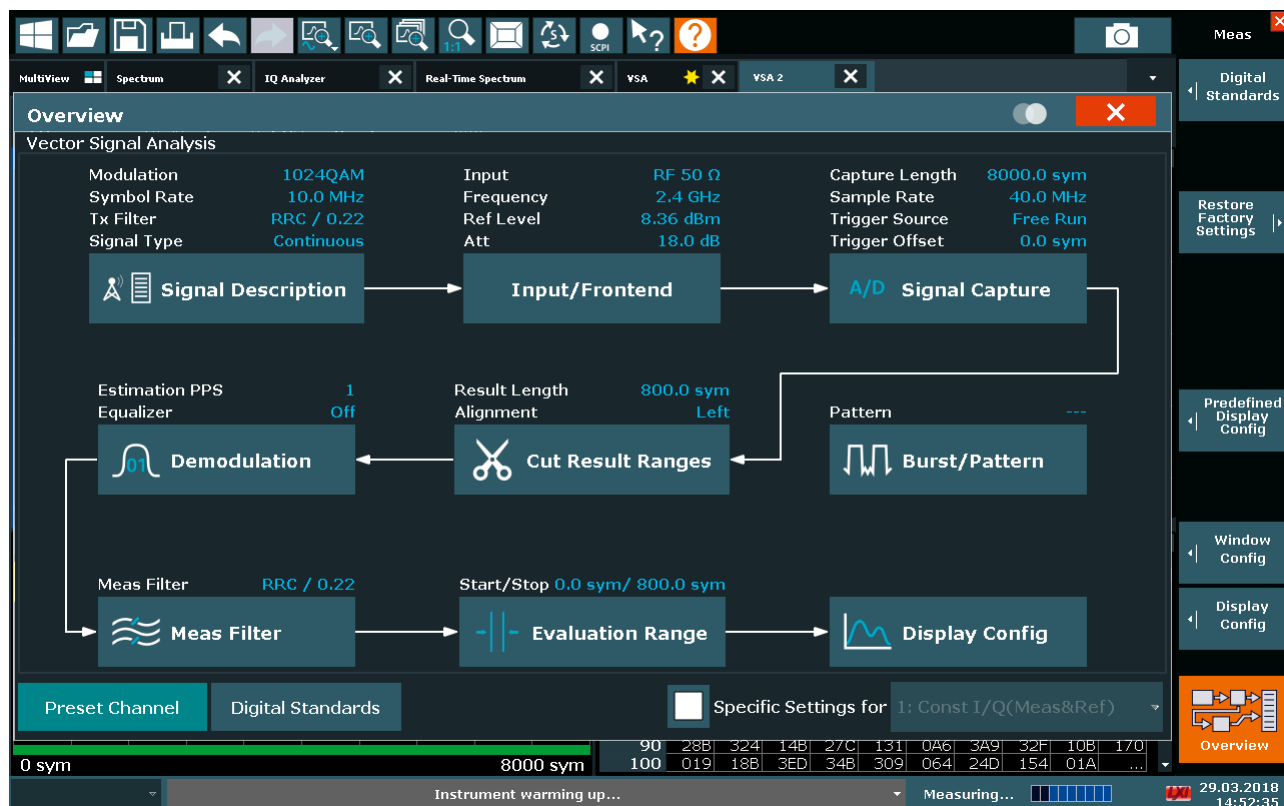 1:1
S
SCPI
?
?
Meas
MultiView Spectrum IQ Analyzer Real-Time Spectrum VSA VSA 2
Digital
Standards
Overview
Vector Signal Analysis
Modulation 1024QAM Input RF 50 Ω Capture Length 8000.0 sym
Symbol Rate 10.0 MHz Frequency 2.4 GHz Sample Rate 40.0 MHz
Tx Filter RRC / 0.22 Ref Level 8.36 dBm Trigger Source Free Run
Signal Type Continuous Att 18.0 dB Trigger Offset 0.0 sym
Restore
Factory
Settings
Signal Description Input/Frontend A/D Signal Capture
Estimation PPS 1 Result Length 800.0 sym
Equalizer Off Alignment Left Pattern ---
Predefined
Display
Config
01 Demodulation Cut Result Ranges Burst/Pattern
Window
Config
Meas Filter RRC / 0.22 Start/Stop 0.0 sym/ 800.0 sym
Display
Config
Meas Filter Evaluation Range Display Config
Preset Channel Digital Standards Specific Settings for 1: Const I/Q(Meas&Ref)
Overview
90 28B 324 14B 27C 131 0A6 3A9 32F 10B 170
0 sym 8000 sym 100 019 18B 3ED 34B 309 064 24D 154 01A ...
Instrument warming up... Measuring... LXI 29.03.2018
14:52:35